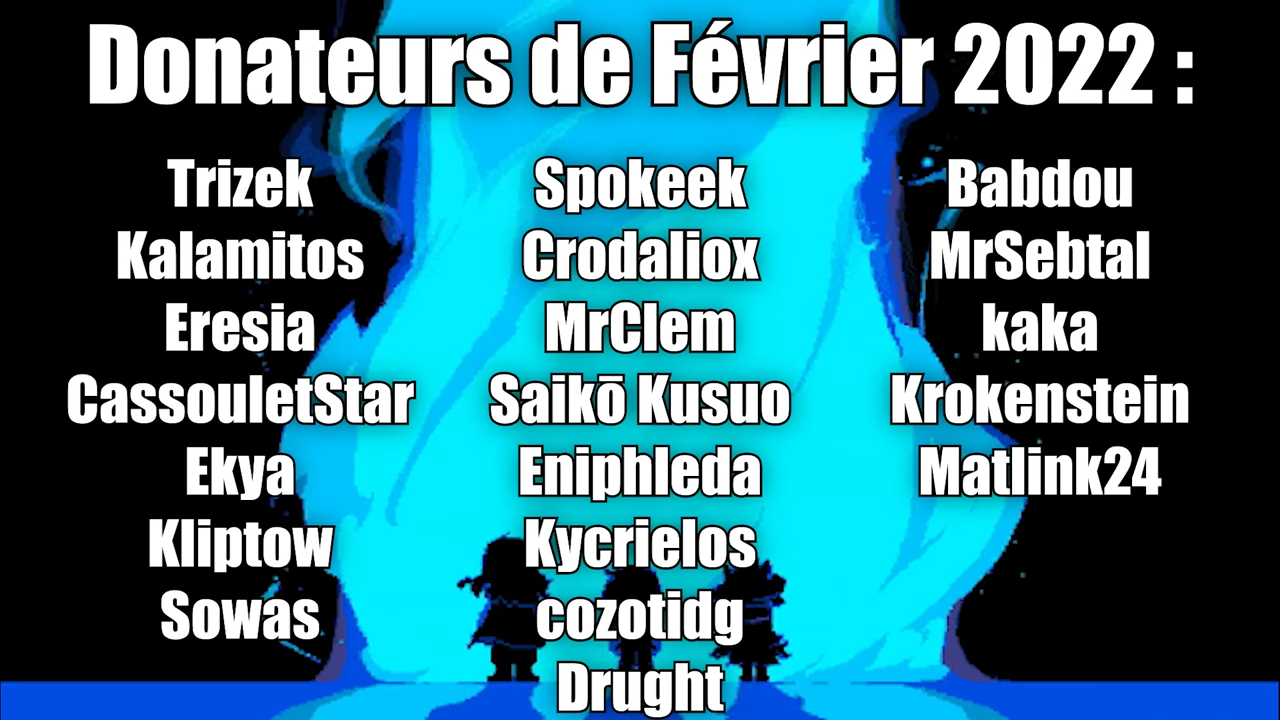 Donateurs de Février 2022 :
Trizek
Kalamitos
Eresia
CassouletStar
Ekya
Kliptow
Sowas
Spokeek
Crodaliox
MrClem
Saikō Kusuo
Eniphleda
Kycrielos
cozotidg
Drught
Babdou
MrSebtal
kaka
Krokenstein
Matlink24